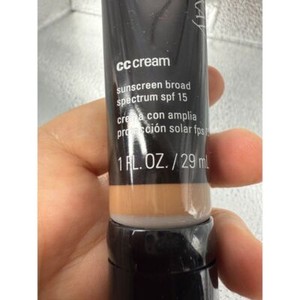 cc cream
sunscreen broad
spectrum spf 15
crema con amplia
protección solar fps
1 FL. OZ. / 29 mL